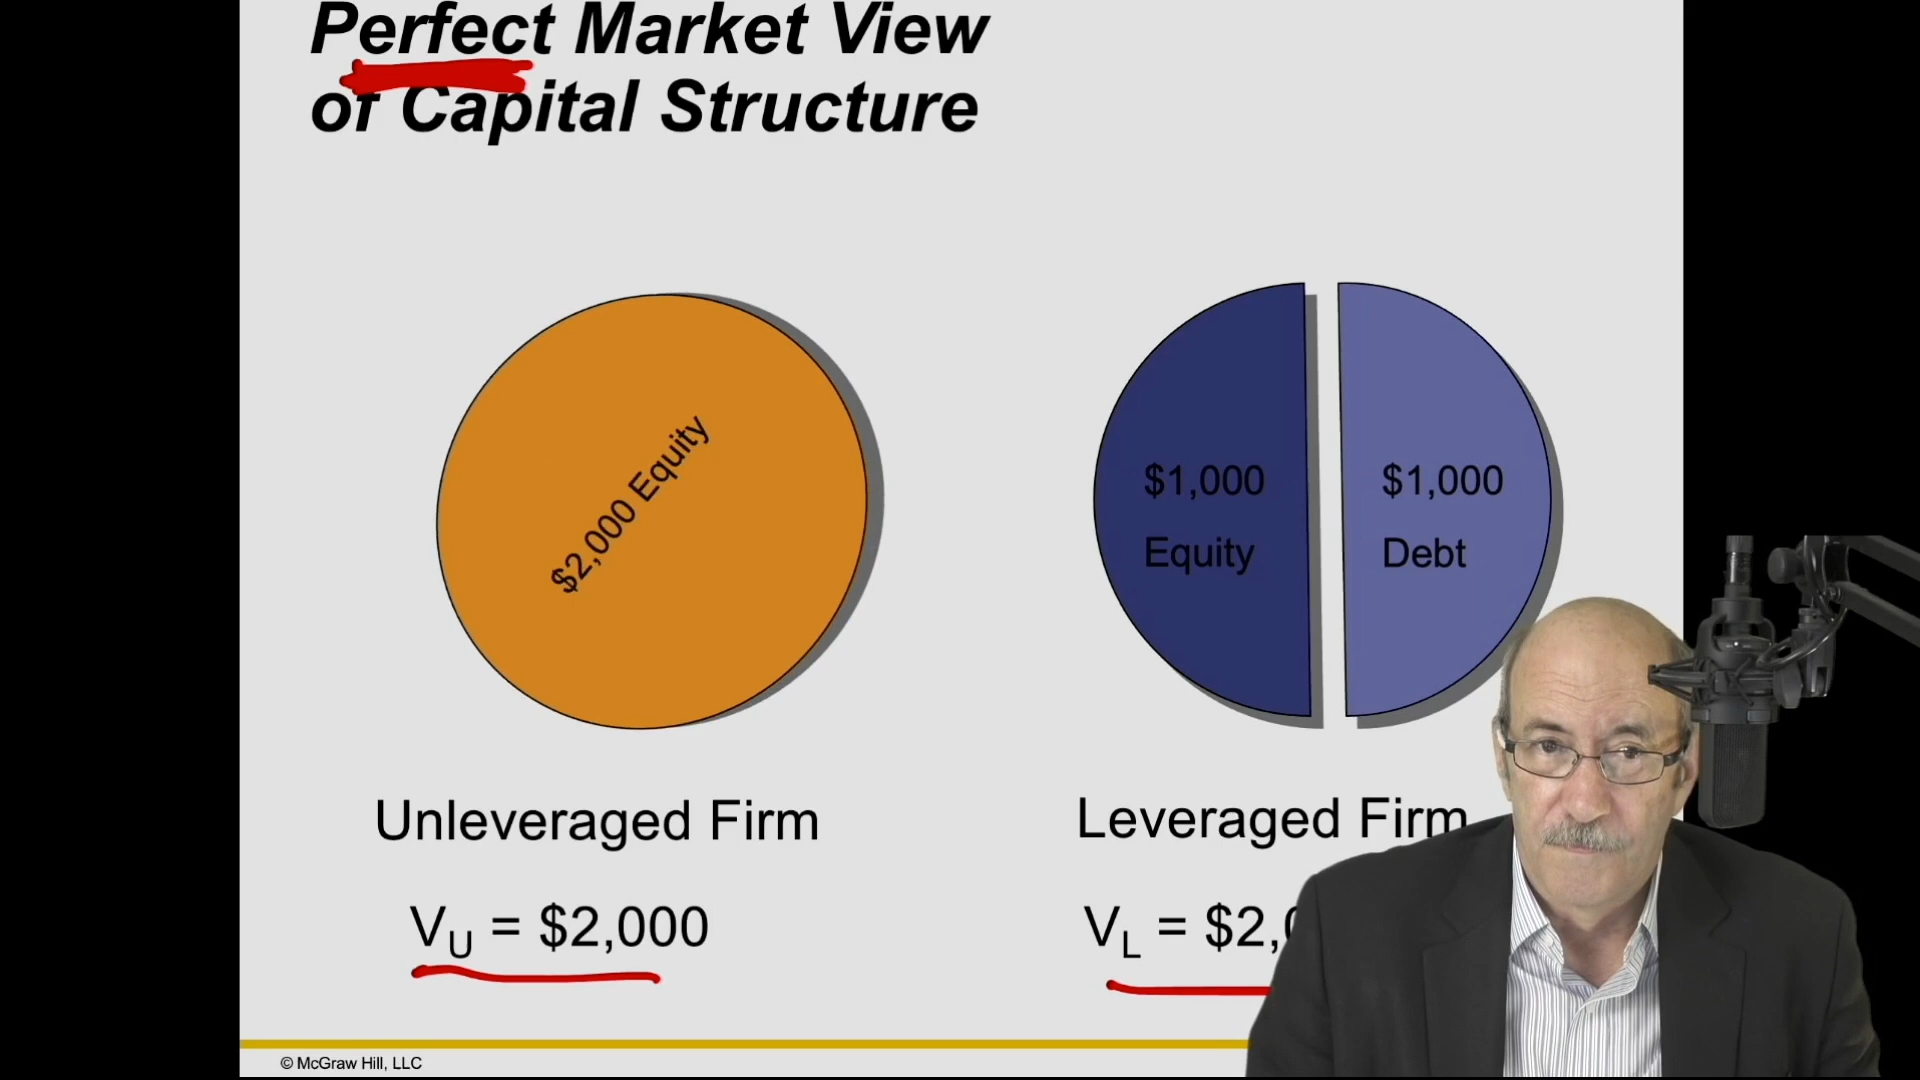 Perfect Market View
of Capital Structure
$2,000 Equity
$1,000
Equity
$1,000
Debt
Unleveraged Firm
Leveraged Firm
VU = $2,000
VL = $2,0
© McGraw Hill, LLC